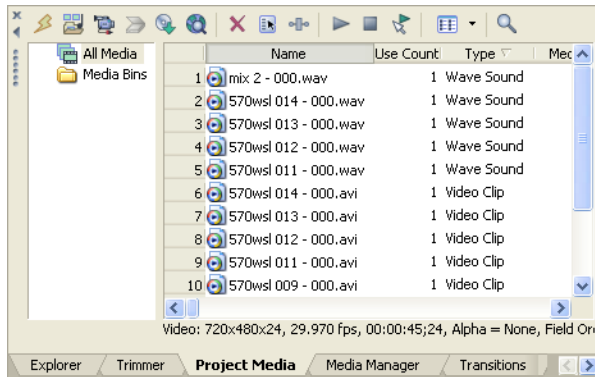 All Media
Media Bins
Name Use Count Type Mec
1 mix 2 - 000.wav 1 Wave Sound
2 570wsl 014 - 000.wav 1 Wave Sound
3 570wsl 013 - 000.wav 1 Wave Sound
4 570wsl 012 - 000.wav 1 Wave Sound
5 570wsl 011 - 000.wav 1 Wave Sound
6 570wsl 014 - 000.avi 1 Video Clip
7 570wsl 013 - 000.avi 1 Video Clip
8 570wsl 012 - 000.avi 1 Video Clip
9 570wsl 011 - 000.avi 1 Video Clip
10 570wsl 009 - 000.avi 1 Video Clip
Video: 720x480x24, 29.970 fps, 00:00:45;24, Alpha = None, Field Or
Explorer Trimmer Project Media Media Manager Transitions